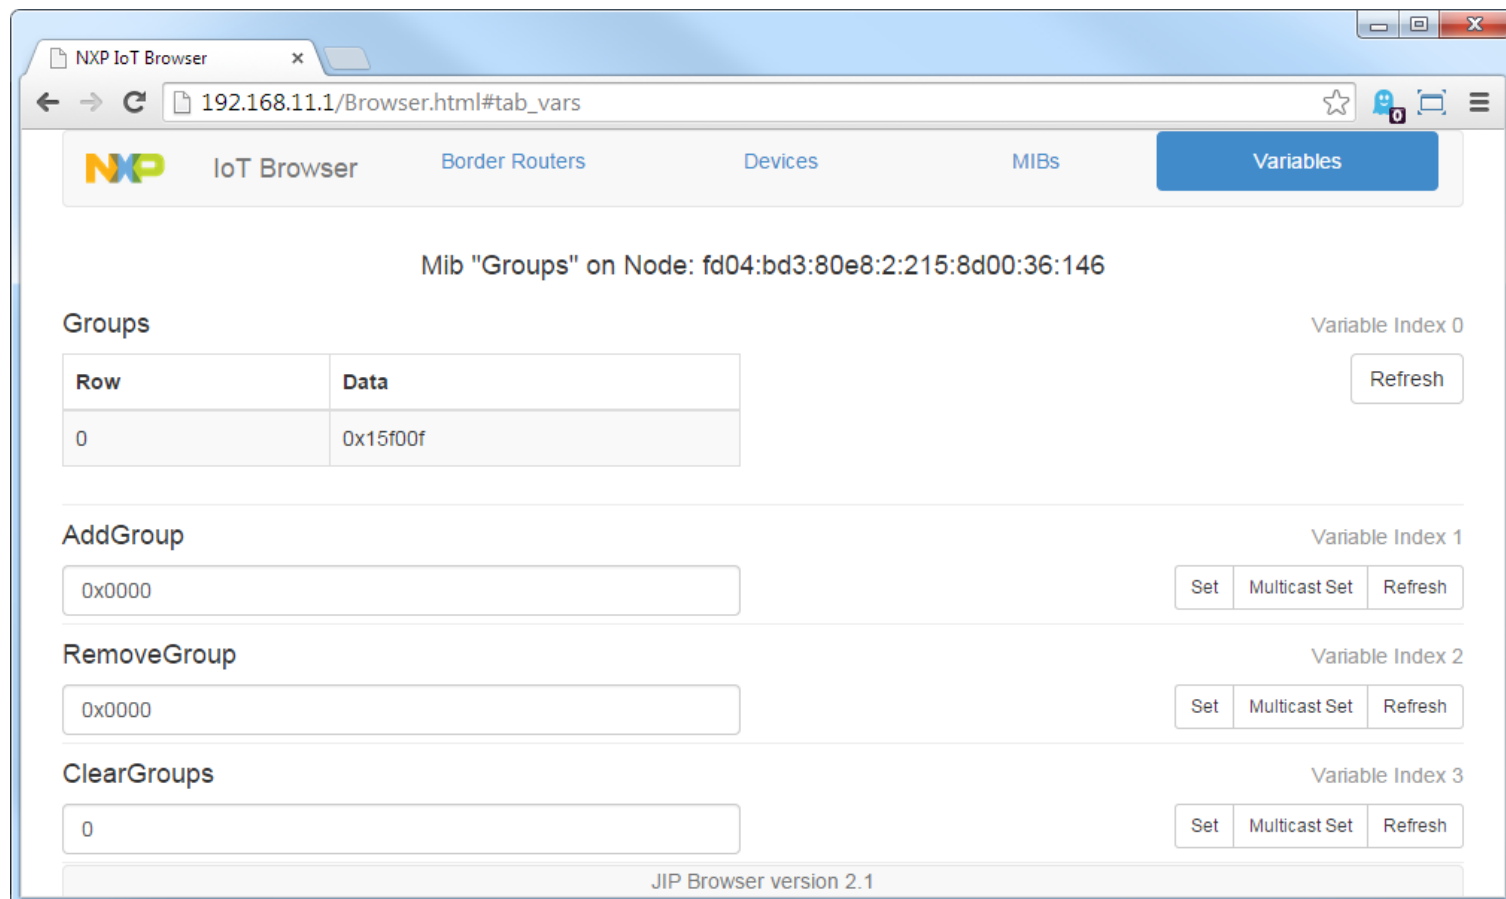 NXP IoT Browser ×
192.168.11.1/Browser.html#tab_vars
0
NXP IoT Browser Border Routers Devices MIBs Variables
Mib "Groups" on Node: fd04:bd3:80e8:2:215:8d00:36:146
Groups Variable Index 0
Refresh
Row Data
0 0x15f00f
AddGroup Variable Index 1
0x0000 Set Multicast Set Refresh
RemoveGroup Variable Index 2
0x0000 Set Multicast Set Refresh
ClearGroups Variable Index 3
0 Set Multicast Set Refresh
JIP Browser version 2.1